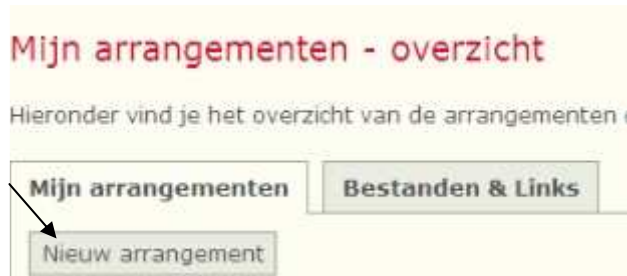 Mijn arrangementen - overzicht
Hieronder vind je het overzicht van de arrangementen
Mijn arrangementen Bestanden & Links
Nieuw arrangement